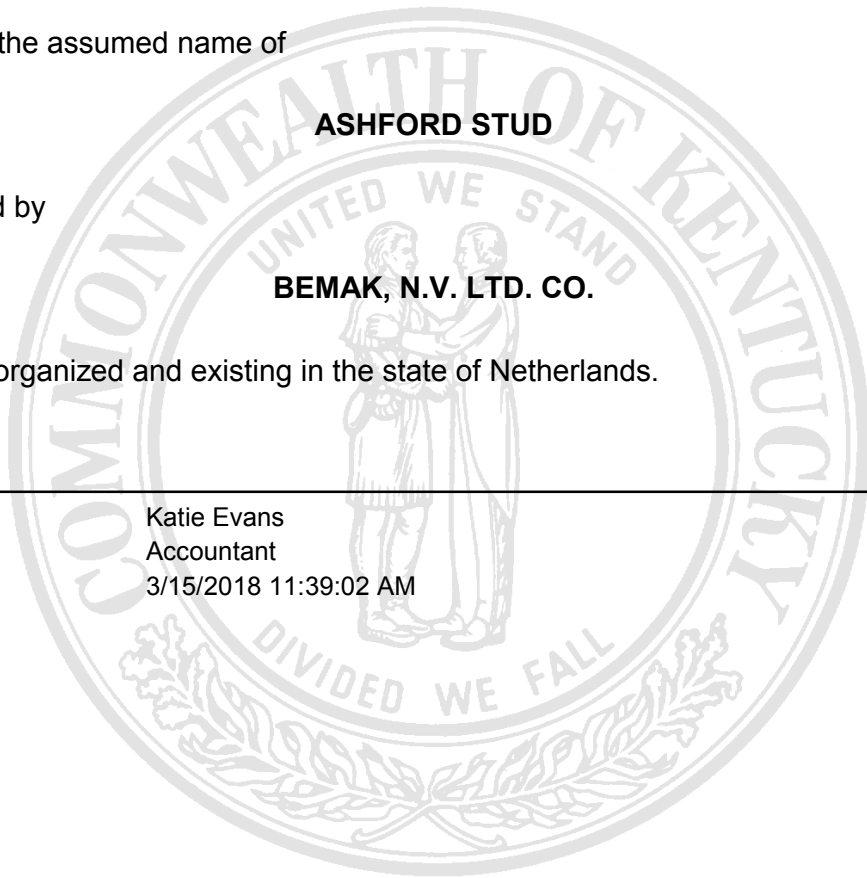 the assumed name of
ASHFORD STUD
d by
BEMAK, N.V. LTD. CO.
organized and existing in the state of Netherlands.
Katie Evans
Accountant
3/15/2018 11:39:02 AM
COMMONWEALTH OF KENTUCKY
UNITED WE STAND
DIVIDED WE FALL